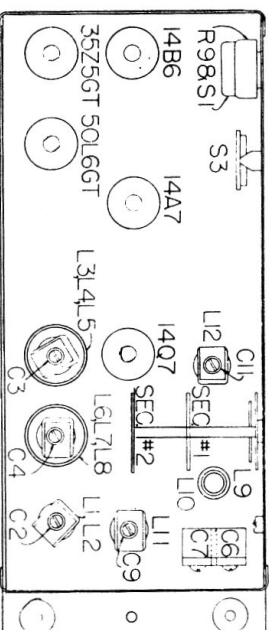 R9&S1
S3
14B6
14A7
35Z5GT 50L6GT
L12
C11
L9
L10
C6
C7
SEC #1
SEC #2
14Q7
L3,L4,L5
C3
L6,L7,L8
C4
L11
C9
L1,L2
C2